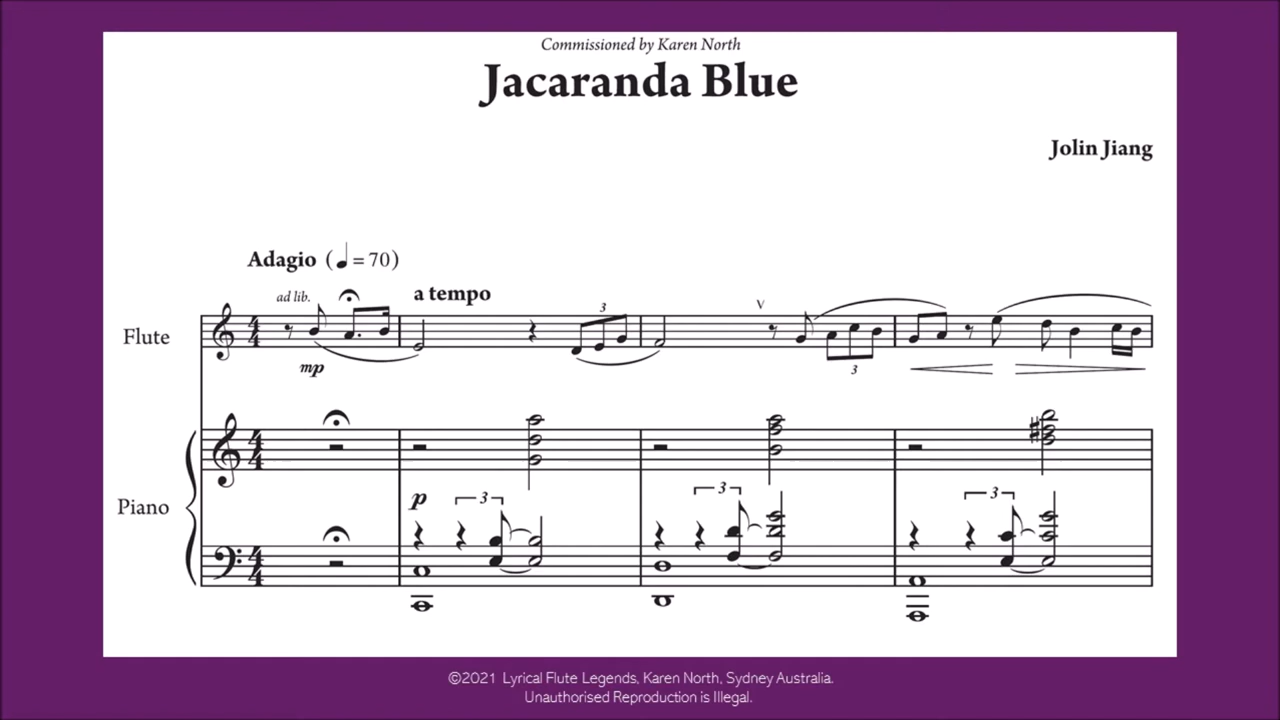 Commissioned by Karen North
Jacaranda Blue
Jolin Jiang
Adagio (♩= 70)
ad lib.
a tempo
3
V
Flute
mp
3
Piano
p
3
3
3
©2021 Lyrical Flute Legends, Karen North, Sydney Australia.
Unauthorised Reproduction is Illegal.